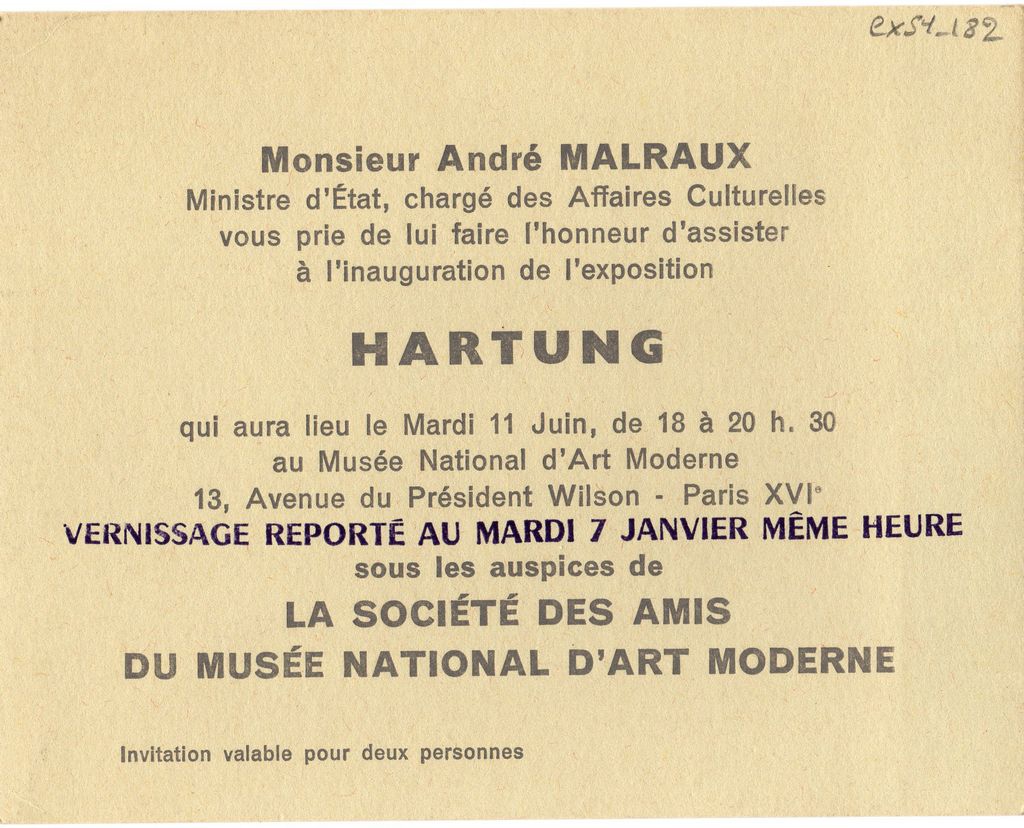 ex54_182
Monsieur André MALRAUX
Ministre d'État, chargé des Affaires Culturelles
vous prie de lui faire l'honneur d'assister
à l'inauguration de l'exposition
HARTUNG
qui aura lieu le Mardi 11 Juin, de 18 à 20 h. 30
au Musée National d'Art Moderne
13, Avenue du Président Wilson - Paris XVIe
VERNISSAGE REPORTÉ AU MARDI 7 JANVIER MÊME HEURE
sous les auspices de
LA SOCIÉTÉ DES AMIS
DU MUSÉE NATIONAL D'ART MODERNE
Invitation valable pour deux personnes